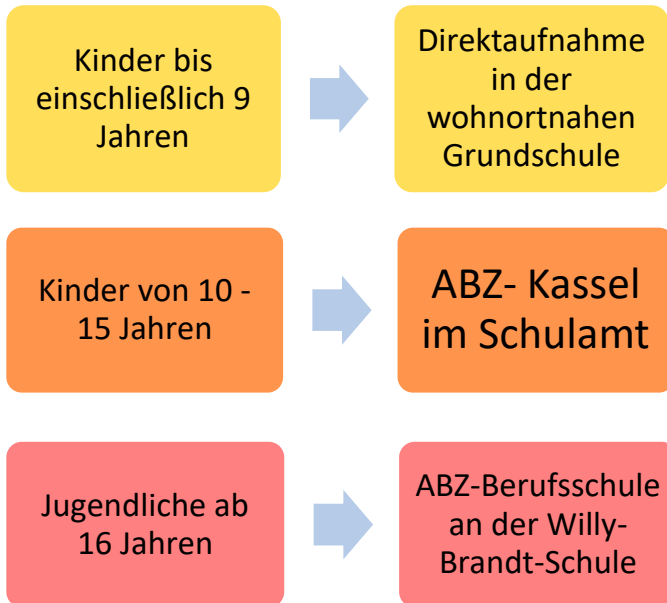 Kinder bis
einschließlich 9
Jahren
Direktaufnahme
in der
wohnortnahen
Grundschule
Kinder von 10 -
15 Jahren
ABZ- Kassel
im Schulamt
Jugendliche ab
16 Jahren
ABZ-Berufsschule
an der Willy-
Brandt-Schule